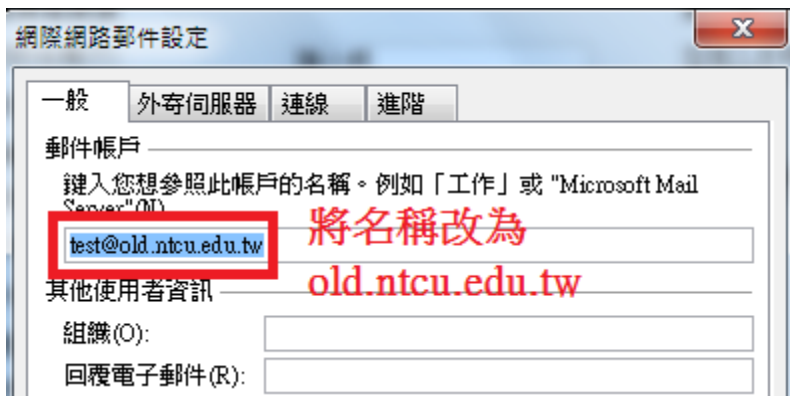 網際網路郵件設定
一般 外寄伺服器 連線 進階
郵件帳戶
鍵入您想參照此帳戶的名稱。例如「工作」或 "Microsoft Mail
Server"(N)
test@old.ntcu.edu.tw
將名稱改為
old.ntcu.edu.tw
其他使用者資訊
組織(O):
回覆電子郵件(R):